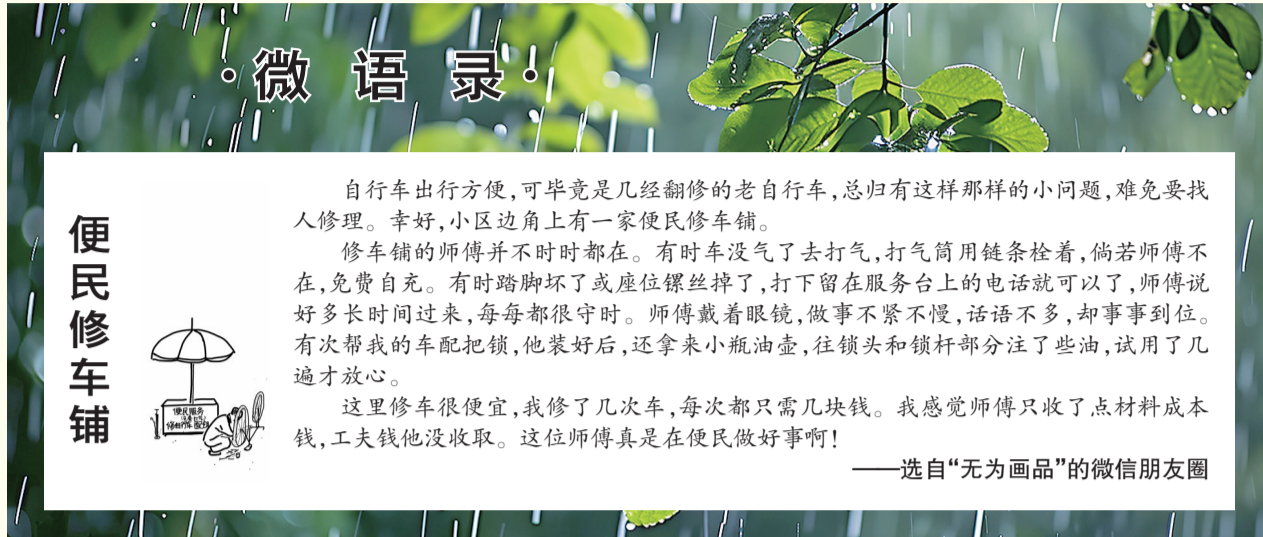 ·微语录·
便民修车铺
自行车出行方便,可毕竟是几经翻修的老自行车,总归有这样那样的小问题,难免要找
人修理。幸好,小区边角上有一家便民修车铺。
修车铺的师傅并不时时都在。有时车没气了去打气,打气筒用链条栓着,倘若师傅不
在,免费自充。有时踏脚坏了或座位镙丝掉了,打下留在服务台上的电话就可以了,师傅说
好多长时间过来,每每都很守时。师傅戴着眼镜,做事不紧不慢,话语不多,却事事到位。
有次帮我的车配把锁,他装好后,还拿来小瓶油壶,往锁头和锁杆部分注了些油,试用了几
遍才放心。
这里修车很便宜,我修了几次车,每次都只需几块钱。我感觉师傅只收了点材料成本
钱,工夫钱他没收取。这位师傅真是在便民做好事啊!
——选自“无为画品”的微信朋友圈
便民服务
修自行车 配钥